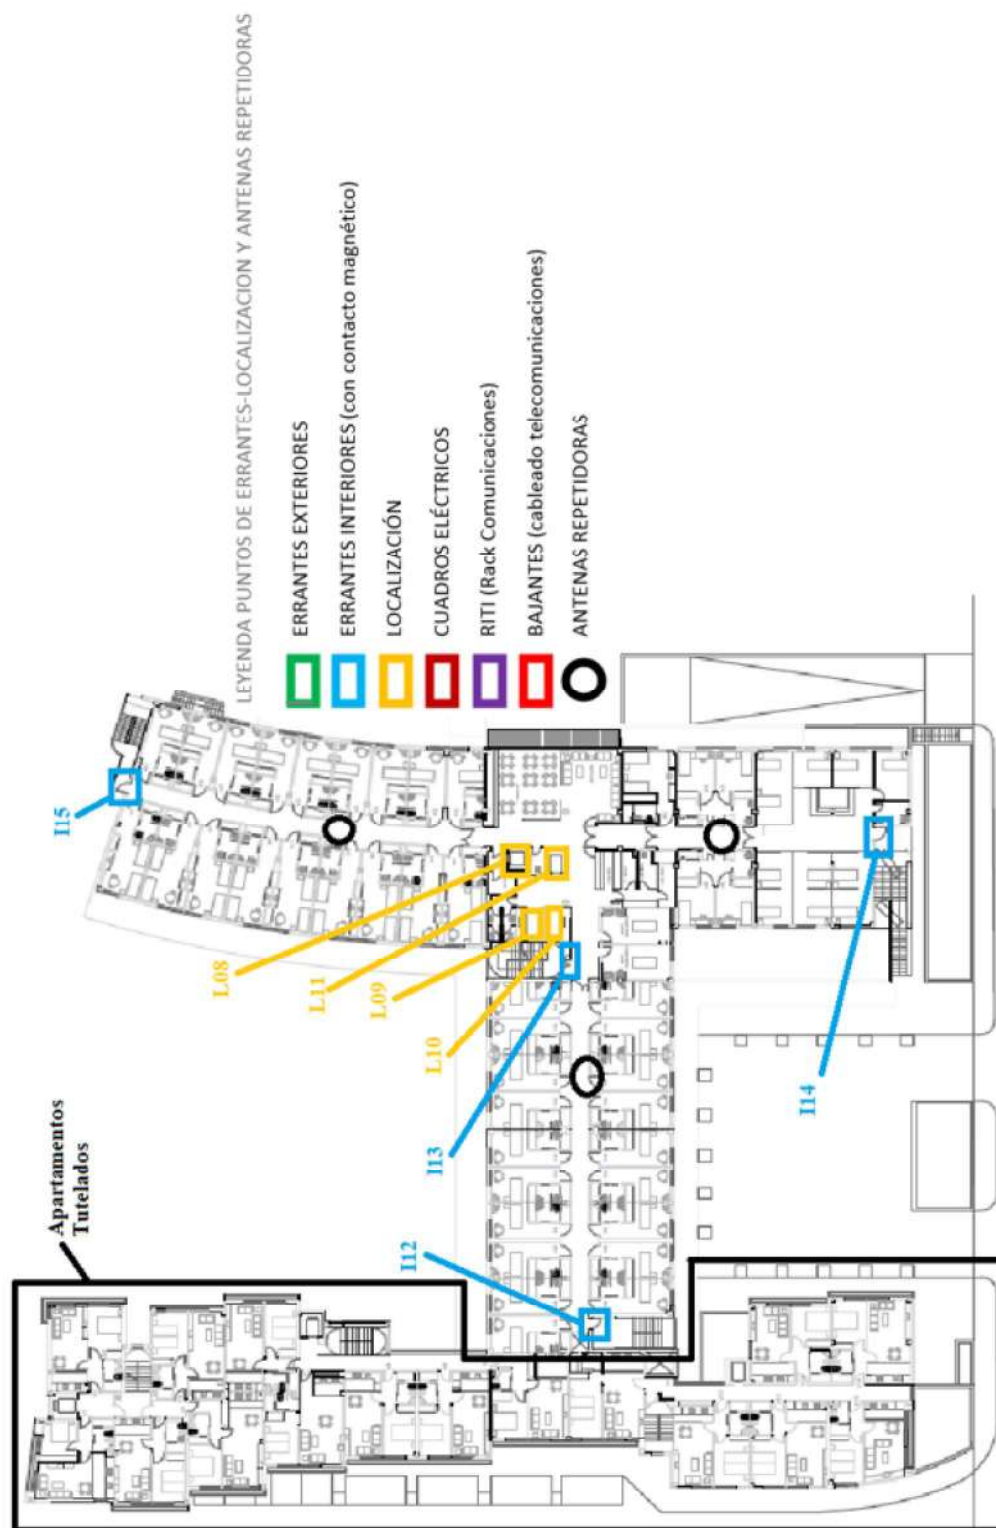 LEYENDA PUNTOS DE ERRANTES-LOCALIZACION Y ANTENAS REPETIDORAS
ERRANTES EXTERIORES
ERRANTES INTERIORES (con contacto magnético)
LOCALIZACIÓN
CUADROS ELÉCTRICOS
RITI (Rack Comunicaciones)
BAJANTES (cableado telecomunicaciones)
ANTENAS REPETIDORAS
I15
L08
L11
L09
L10
I13
I14
I12
Apartamentos
Tutelados